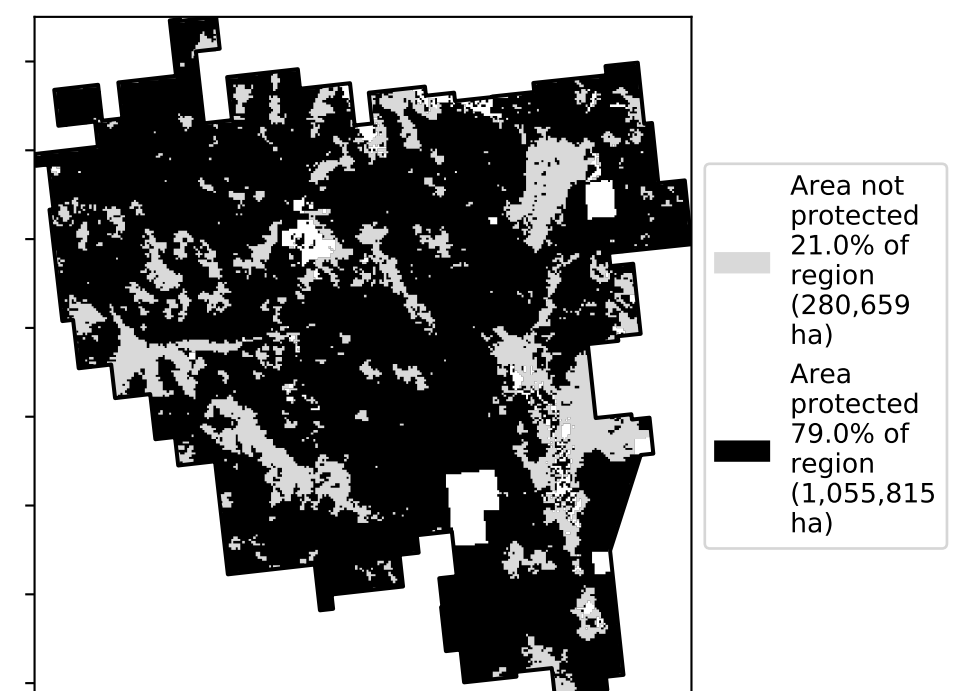 Area not
protected
21.0% of
region
(280,659
ha)
Area
protected
79.0% of
region
(1,055,815
ha)